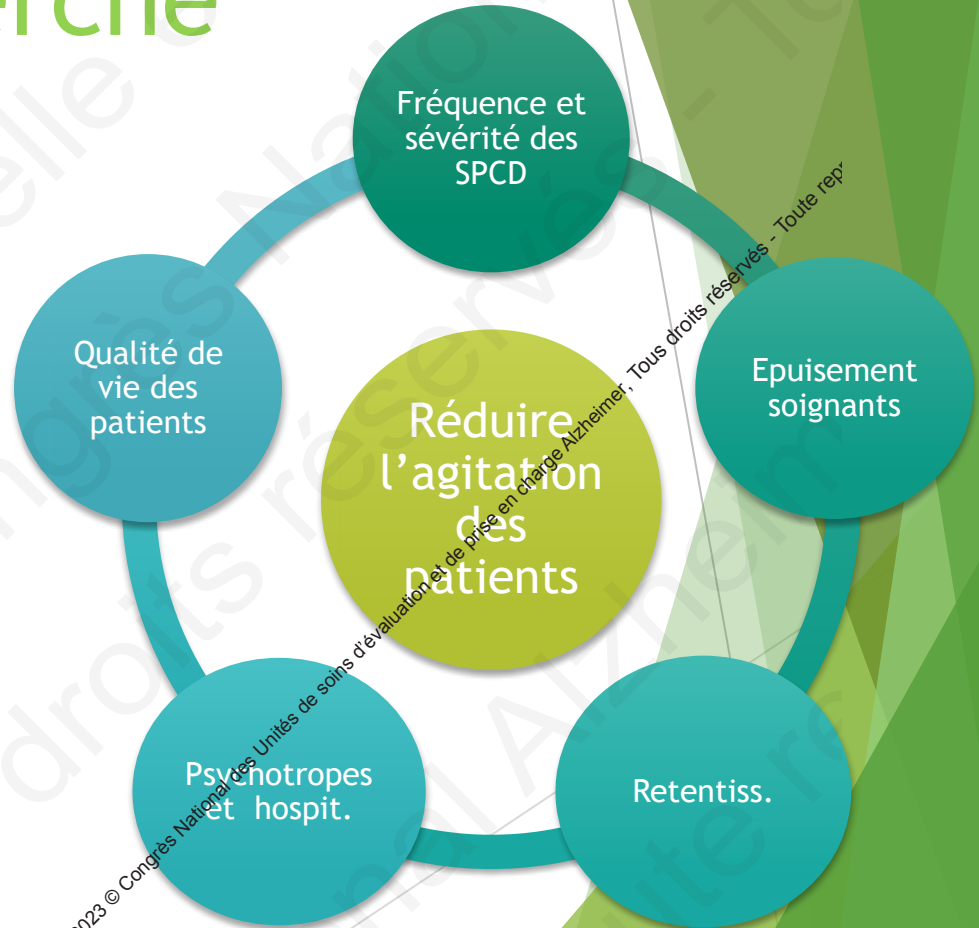 erche
Fréquence et
sévérité des
SPCD
Epuisement
soignants
Retentiss.
Psychotropes
et hospit.
Qualité de
vie des
patients
Réduire
l’agitation
des
patients
2023 © Congrès National des Unités de soins d’évaluation et de prise en charge Alzheimer, Tous droits réservés - Toute repr